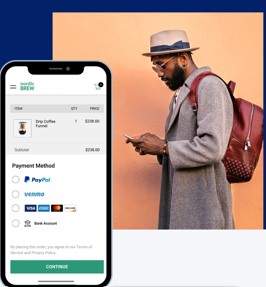 nordic
BREW
ITEM QTY PRICE
Drip Coffee 1 $238.00
Funnel
Subtotal $238.00
Payment Method
PayPal
venmo
VISA AMEX DISCOVER
Bank Account
By placing this order, you agree to our Terms of
Service and Privacy Policy.
CONTINUE